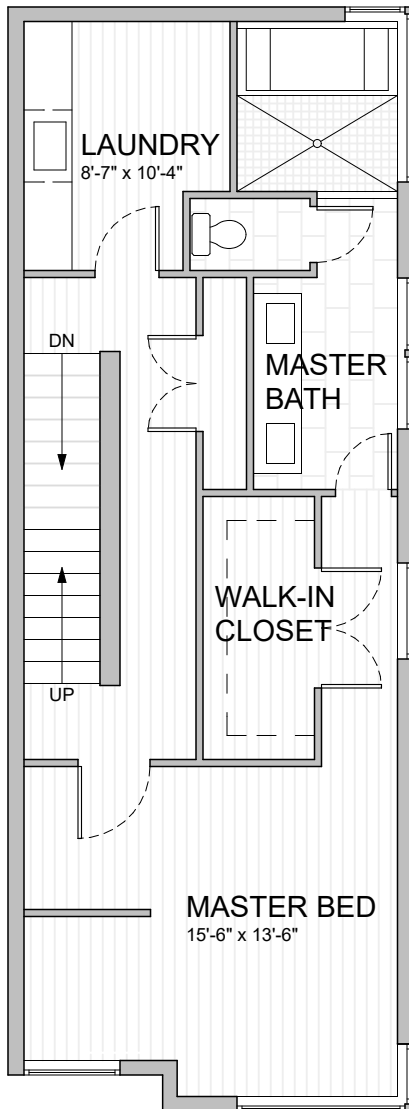 LAUNDRY
8'-7" x 10'-4"
DN
MASTER
BATH
WALK-IN
CLOSET
UP
MASTER BED
15'-6" x 13'-6"